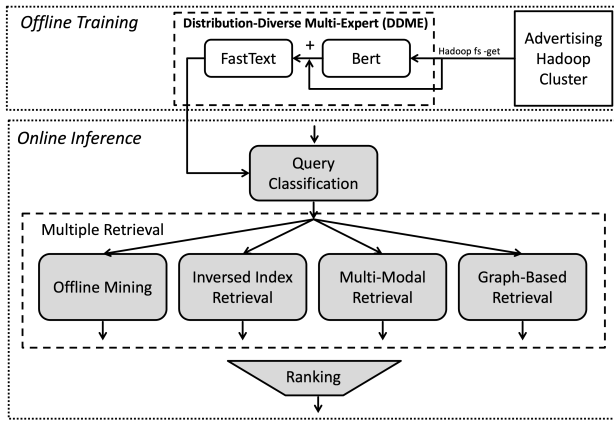 Offline Training
Distribution-Diverse Multi-Expert (DDME)
FastText
+
Bert
Hadoop fs -get
Advertising
Hadoop
Cluster
Online Inference
Query
Classification
Multiple Retrieval
Offline Mining
Inversed Index
Retrieval
Multi-Modal
Retrieval
Graph-Based
Retrieval
Ranking